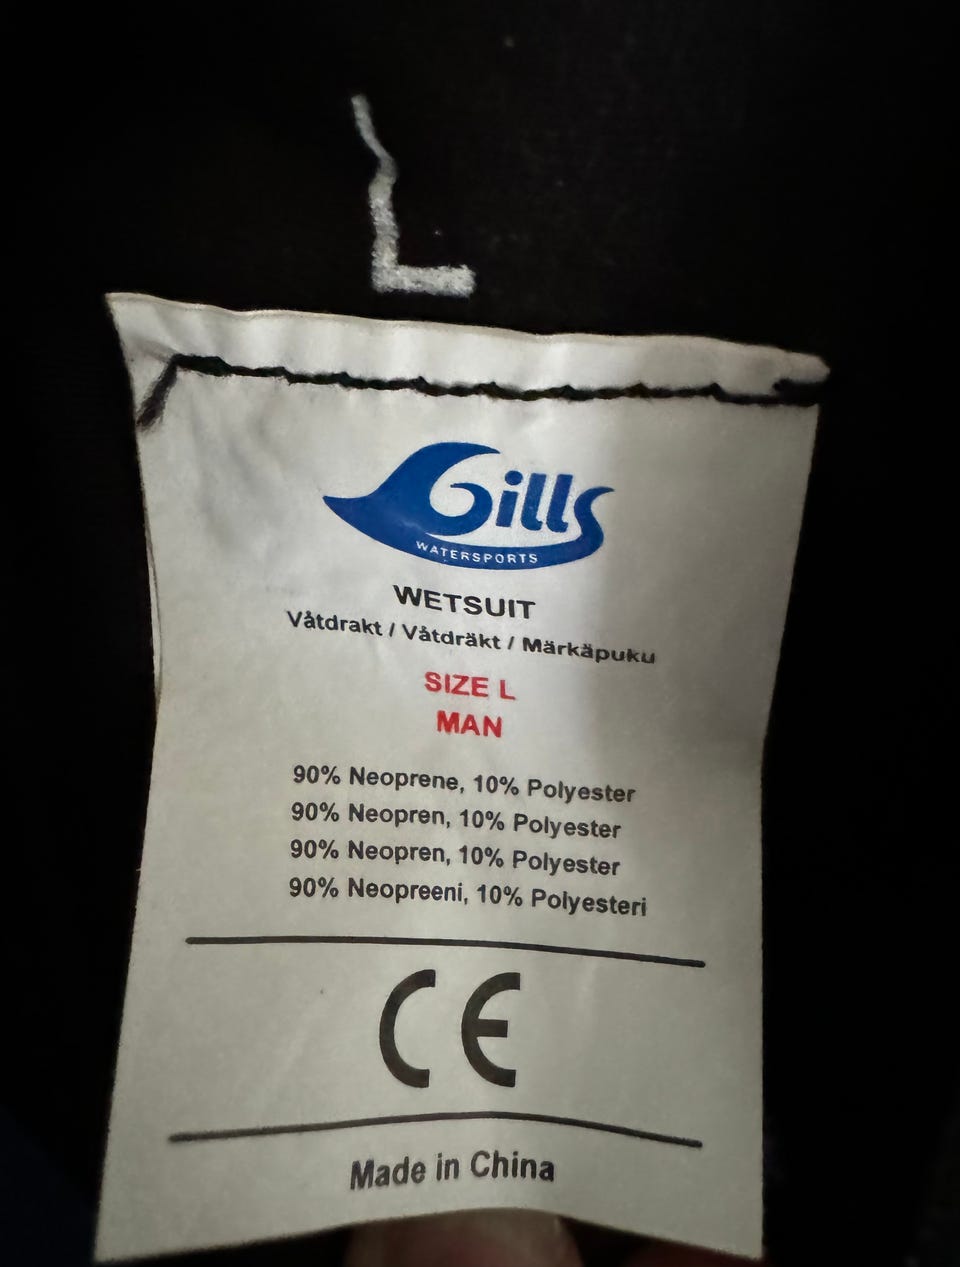 L
Gills
WATERSPORTS
WETSUIT
Våtdrakt / Våtdräkt / Märkäpuku
SIZE L
MAN
90% Neoprene, 10% Polyester
90% Neopren, 10% Polyester
90% Neopren, 10% Polyester
90% Neopreeni, 10% Polyesteri
CE
Made in China